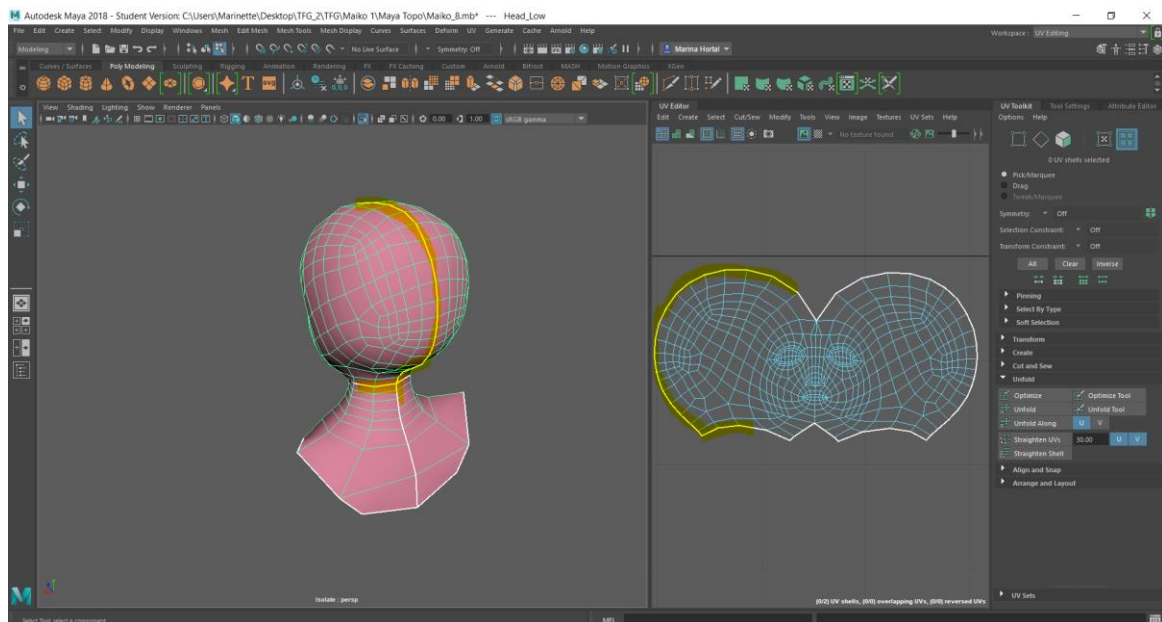 Autodesk Maya 2018 - Student Version: C:\Users\Marinette\Desktop\TFG_2\TFG\Maiko 1\Maya Topo\Maiko_8.mb* --- Head_Low
File Edit Create Select Modify Display Windows Mesh Edit Mesh Mesh Tools Mesh Display Curves Surfaces Deform UV Generate Cache Arnold Help
Workspace : UV Editing
Modeling No Live Surface Symmetry: Off Marina Hortal
Curves / Surfaces Poly Modeling Sculpting Rigging Animation Rendering FX FX Caching Custom Arnold Bifrost MASH Motion Graphics XGen
T SVG 0,0,0
View Shading Lighting Show Renderer Panels
0.00 1.00 sRGB gamma
Isolate : persp
UV Editor
Edit Create Select Cut/Sew Modify Tools View Image Textures UV Sets Help
No texture found
(0/2) UV shells, (0/0) overlapping UVs, (0/0) reversed UVs
UV Toolkit Tool Settings Attribute Editor
Options Help
0 UV shells selected
Pick/Marquee
Drag
Tweak/Marquee
Symmetry: Off
Selection Constraint: Off
Transform Constraint: Off
All Clear Inverse
Pinning
Select By Type
Soft Selection
Transform
Create
Cut and Sew
Unfold
Optimize Optimize Tool
Unfold Unfold Tool
Unfold Along U V
Straighten UVs 30.00 U V
Straighten Shell
Align and Snap
Arrange and Layout
UV Sets
Select Tool: select a component
MEL